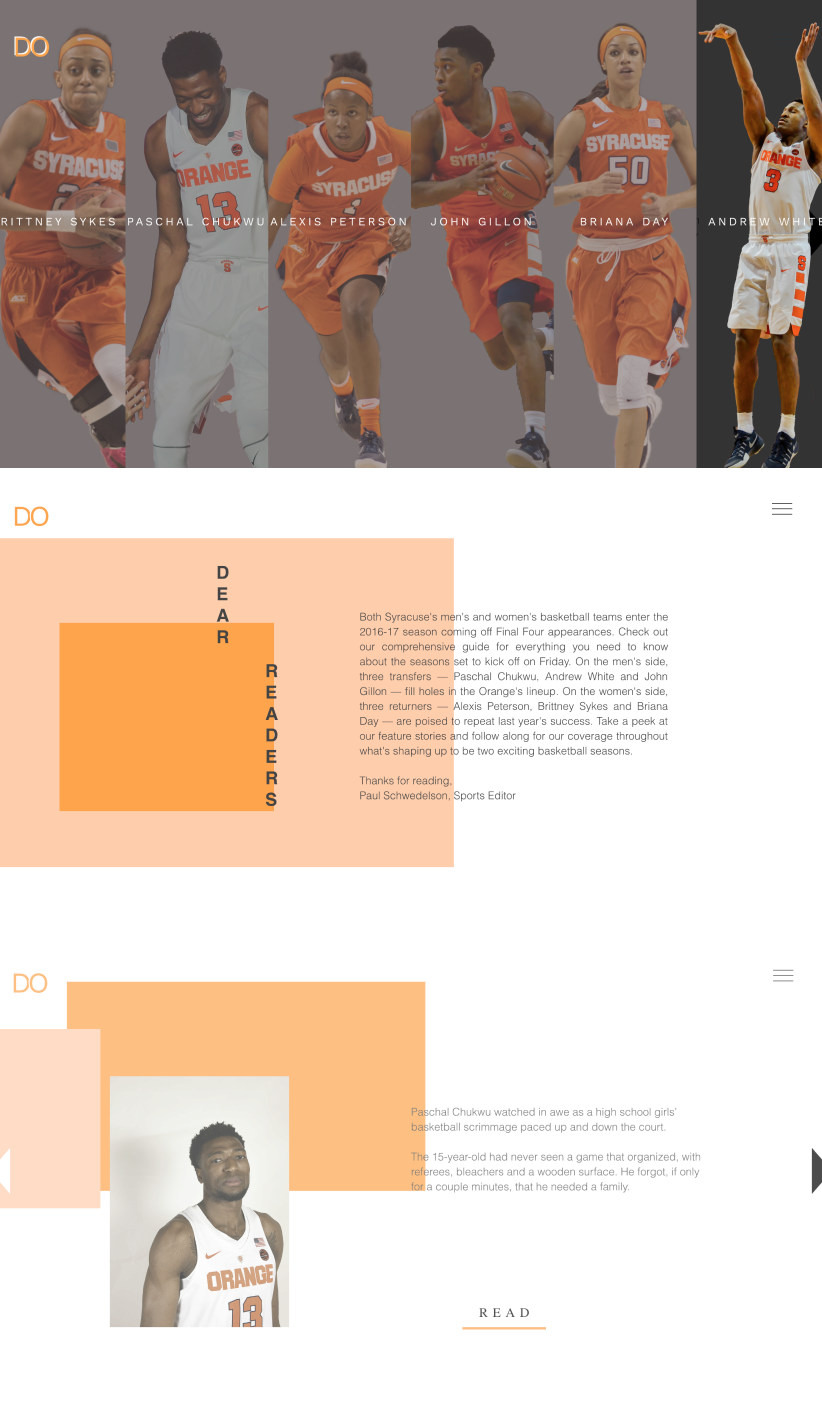 DO
RITTNEY SYKES
PASCHAL CHUKWU
ALEXIS PETERSON
JOHN GILLON
BRIANA DAY
ANDREW WHITE
SYRACUSE
ORANGE
13
SYRACUSE
SYRAC
SYRACUSE
50
ORANGE
3
DO
DEAR
READERS
Both Syracuse's men's and women's basketball teams enter the
2016-17 season coming off Final Four appearances. Check out
our comprehensive guide for everything you need to know
about the seasons set to kick off on Friday. On the men's side,
three transfers — Paschal Chukwu, Andrew White and John
Gillon — fill holes in the Orange's lineup. On the women's side,
three returners — Alexis Peterson, Brittney Sykes and Briana
Day — are poised to repeat last year's success. Take a peek at
our feature stories and follow along for our coverage throughout
what's shaping up to be two exciting basketball seasons.
Thanks for reading,
Paul Schwedelson, Sports Editor
DO
Paschal Chukwu watched in awe as a high school girls'
basketball scrimmage paced up and down the court.
The 15-year-old had never seen a game that organized, with
referees, bleachers and a wooden surface. He forgot, if only
for a couple minutes, that he needed a family.
ORANGE
13
READ